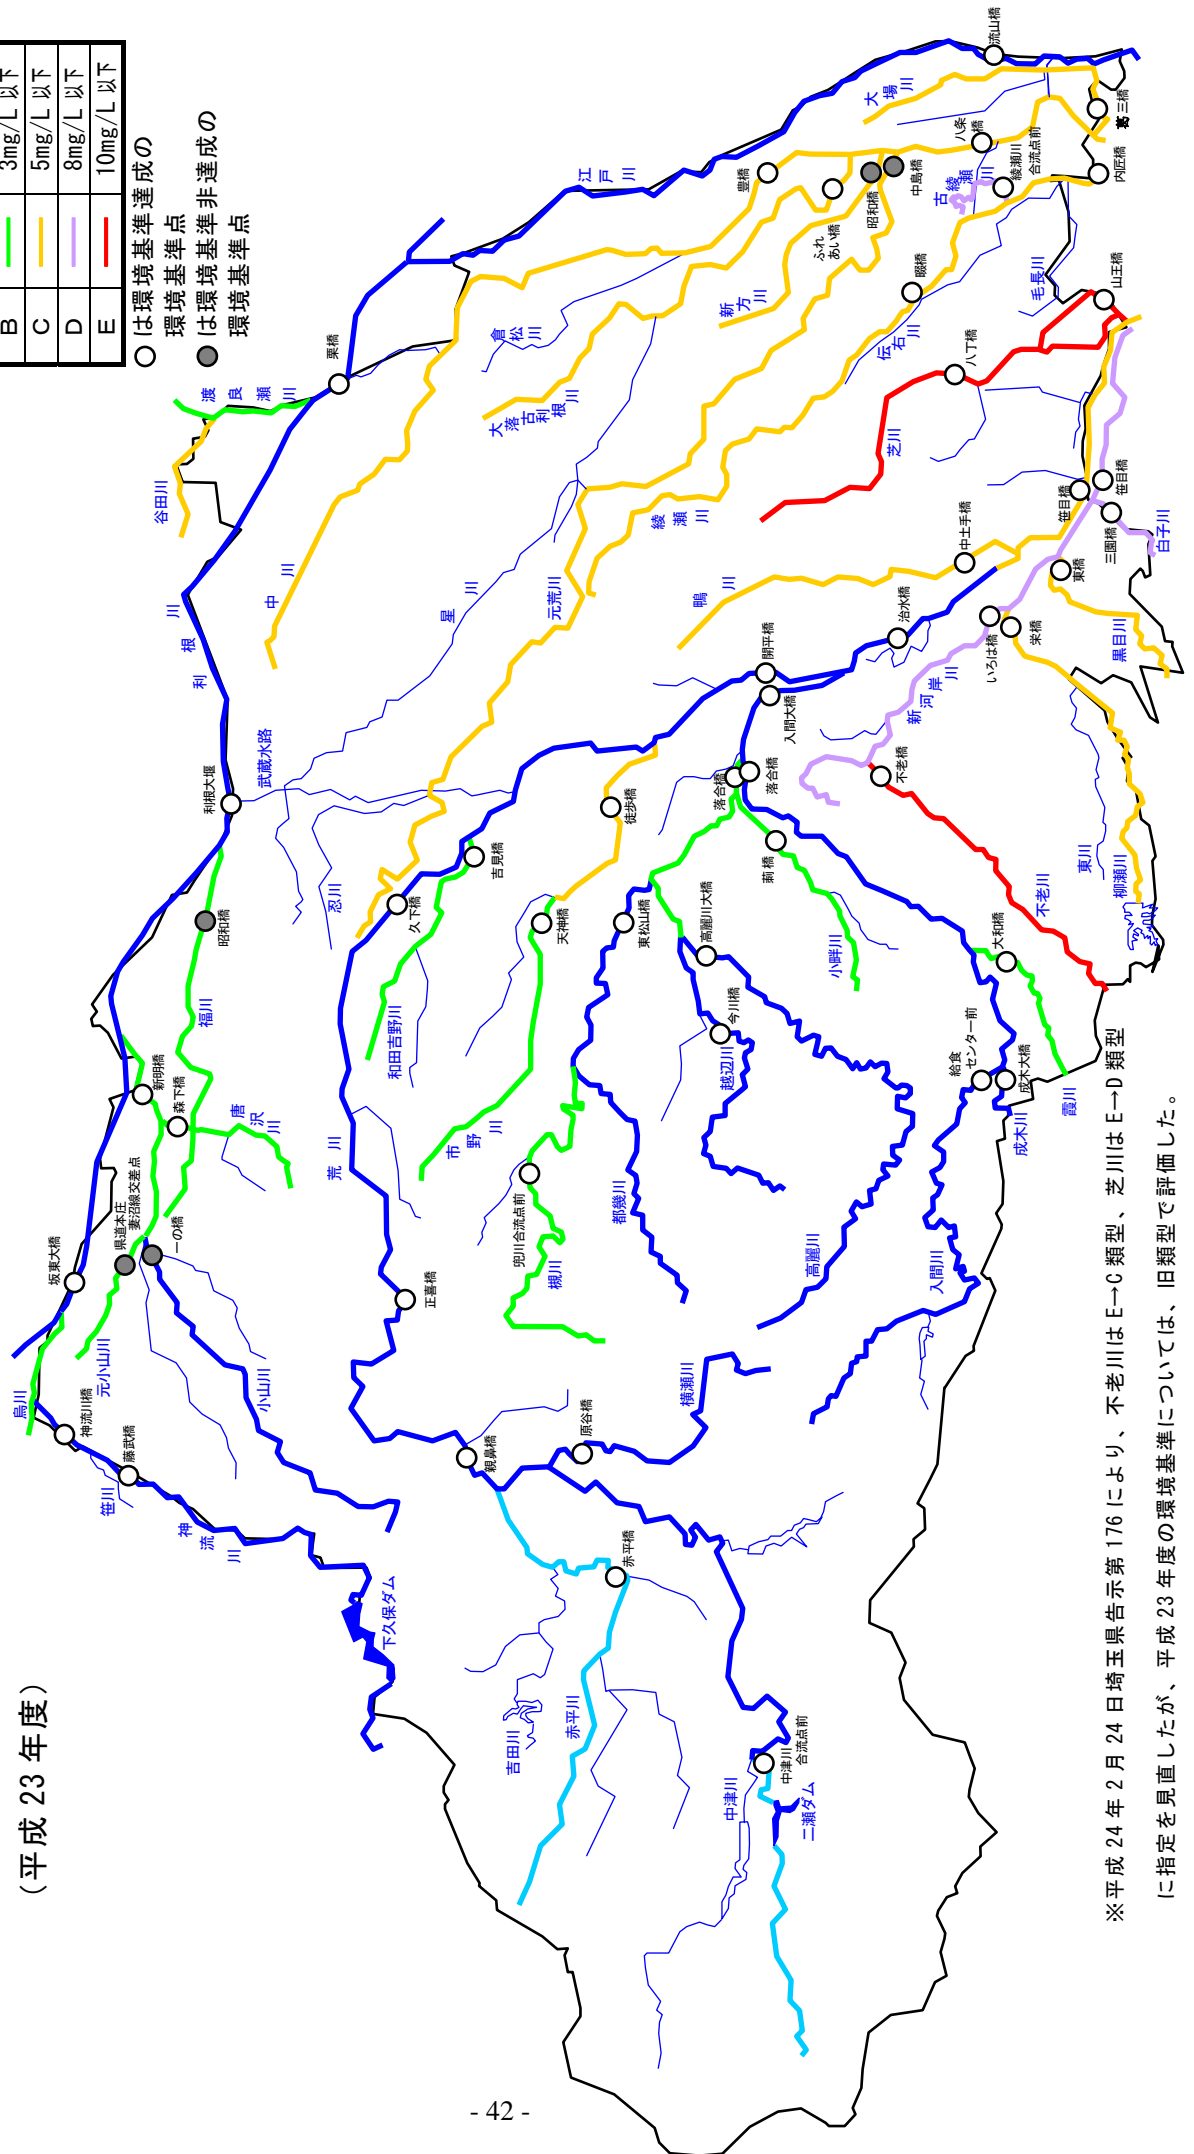 (平成 23 年度)
B
3mg/L 以下
C
5mg/L 以下
D
8mg/L 以下
E
10mg/L 以下
○は環境基準達成の
環境基準点
●は環境基準非達成の
環境基準点
流山橋
大場川
三橋
八条橋
綾瀬川
合流点前
古綾瀬川
内匠橋
中島橋
昭和橋
豊橋
ふれ
あい橋
江戸川
新方川
畷橋
伝右川
毛長川
山王橋
八丁橋
芝川
倉松川
大落古利根川
栗橋
渡良瀬川
谷田川
中川
利根川
星川
元荒川
綾瀬川
鴨川
中土手橋
笹目橋
笹目橋
三園橋
白子川
東橋
黒目川
治水橋
開平橋
入間大橋
いろは橋
栄橋
新河岸川
不老橋
不老川
東川
柳瀬川
武蔵水路
利根大堰
忍川
久下橋
吉見橋
徒歩橋
落合橋
落合橋
天神橋
東松山橋
高麗川大橋
小畔川
大和橋
霞川
昭和橋
福川
新明橋
森下橋
唐沢川
県道本庄
妻沼線交差点
一の橋
坂東大橋
元小山川
烏川
神流川橋
藤武橋
笹川
神流川
小山川
和田吉野川
市野川
荒川
兜川合流点前
槻川
都幾川
今川橋
越辺川
高麗川
給食
センター前
成木大橋
成木川
入間川
正喜橋
親鼻橋
原谷橋
横瀬川
赤平橋
下久保ダム
吉田川
赤平川
中津川
中津川
合流点前
二瀬ダム
※平成 24 年 2 月 24 日埼玉県告示第 176 により、不老川は E→C 類型、芝川は E→D 類型
に指定を見直したが、平成 23 年度の環境基準については、旧類型で評価した。
- 42 -